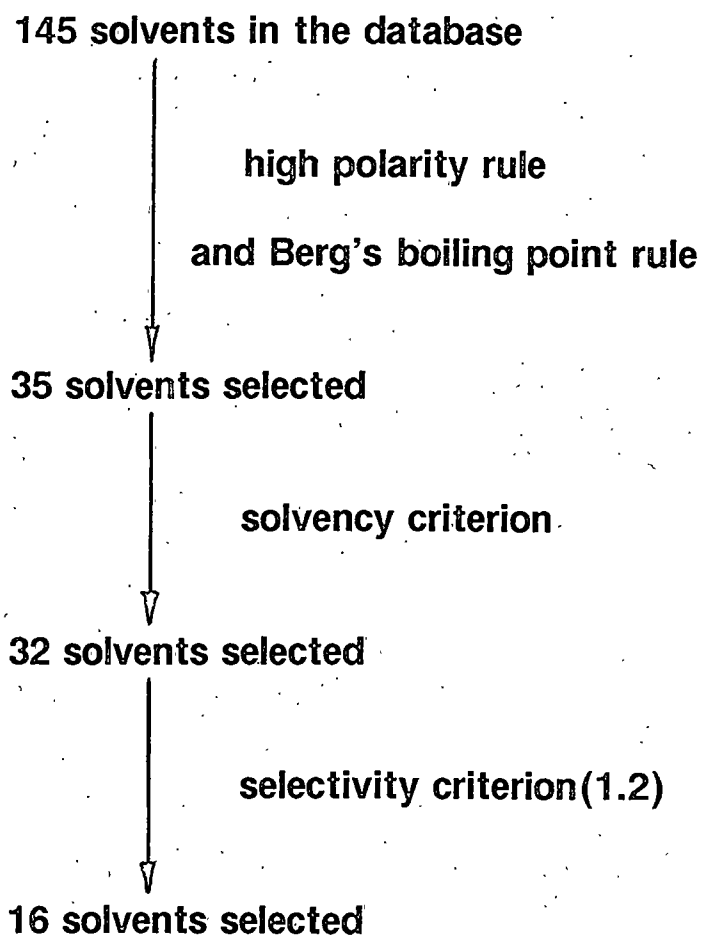 145 solvents in the database
high polarity rule
and Berg's boiling point rule
35 solvents selected
solvency criterion
32 solvents selected
selectivity criterion(1.2)
16 solvents selected